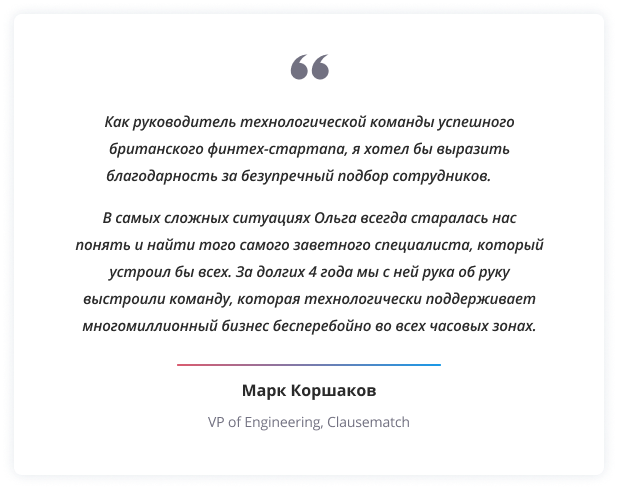 Как руководитель технологической команды успешного
британского финтех-стартапа, я хотел бы выразить
благодарность за безупречный подбор сотрудников.
В самых сложных ситуациях Ольга всегда старалась нас
понять и найти того самого заветного специалиста, который
устроил бы всех. За долгих 4 года мы с ней рука об руку
выстроили команду, которая технологически поддерживает
многомиллионный бизнес бесперебойно во всех часовых зонах.
Марк Коршаков
VP of Engineering, Clausematch